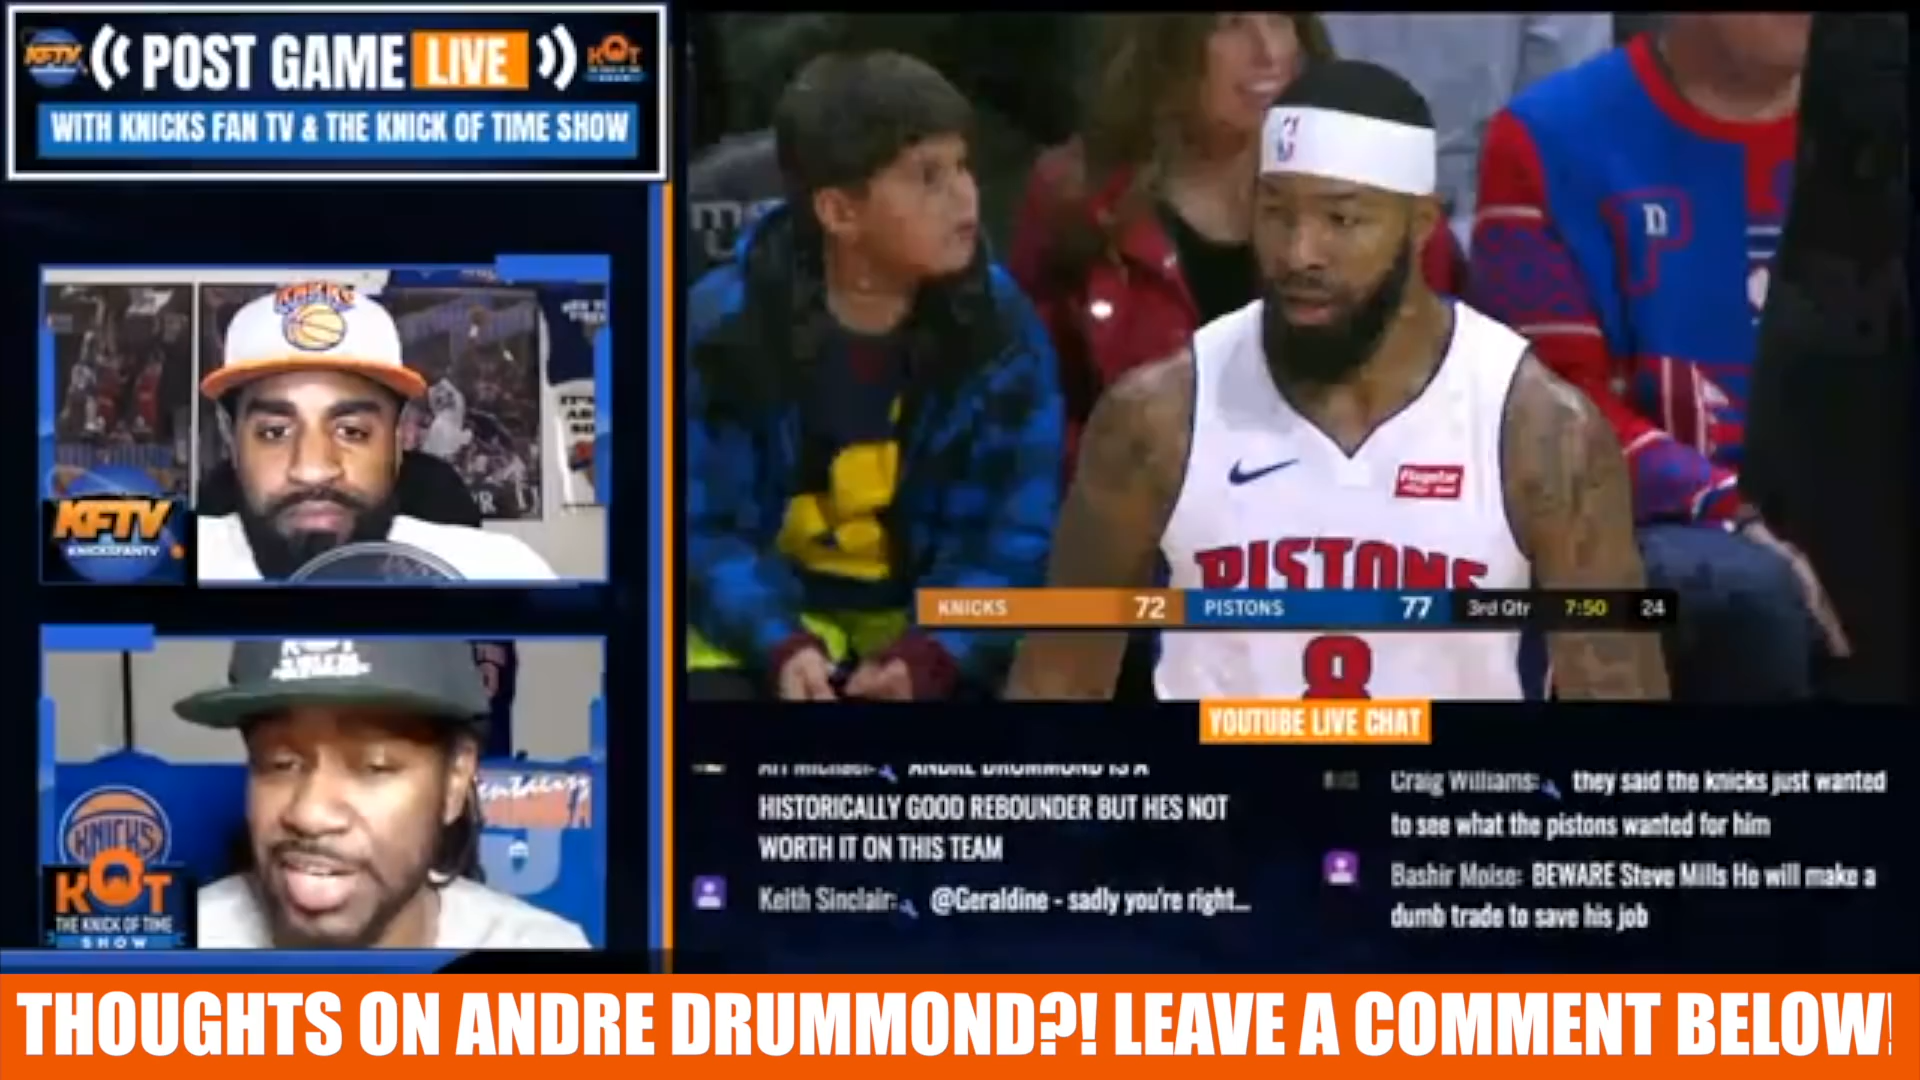 KFTV
POST GAME LIVE
KOT
WITH KNICKS FAN TV & THE KNICK OF TIME SHOW
KNICKS
KFTV
KNICKSFANTV
KNICKS
KOT
THE KNICK OF TIME
SHOW
PISTONS
8
KNICKS 72 PISTONS 77 3rd Qtr 7:50 24
YOUTUBE LIVE CHAT
ANDRE DRUMMOND IS A
HISTORICALLY GOOD REBOUNDER BUT HES NOT
WORTH IT ON THIS TEAM
Keith Sinclair: @Geraldine - sadly you're right...
Craig Williams: they said the knicks just wanted
to see what the pistons wanted for him
Bashir Moise: BEWARE Steve Mills He will make a
dumb trade to save his job
THOUGHTS ON ANDRE DRUMMOND?! LEAVE A COMMENT BELOW!